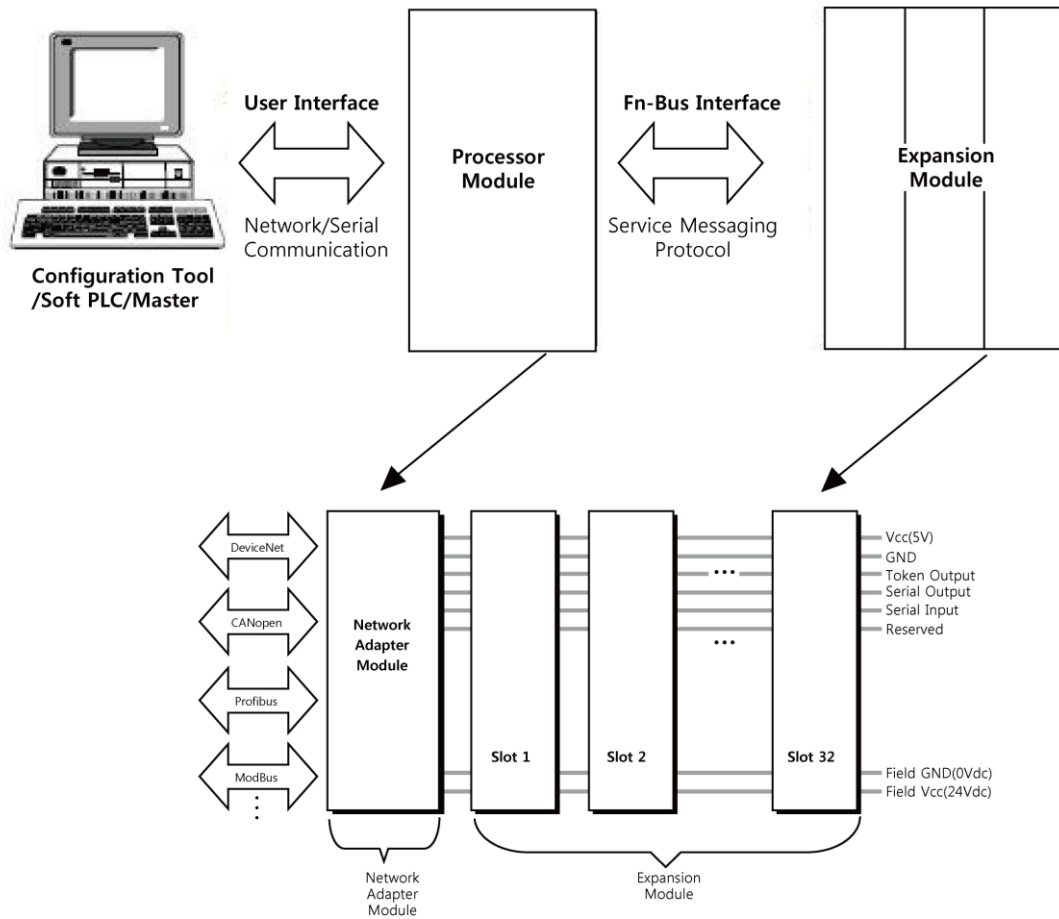 User Interface
Network/Serial
Communication
Configuration Tool
/Soft PLC/Master
Processor
Module
Fn-Bus Interface
Service Messaging
Protocol
Expansion
Module
DeviceNet
CANopen
Profibus
ModBus
Network
Adapter
Module
Slot 1
Slot 2
Slot 32
Vcc(5V)
GND
Token Output
Serial Output
Serial Input
Reserved
Field GND(0Vdc)
Field Vcc(24Vdc)
Network
Adapter
Module
Expansion
Module